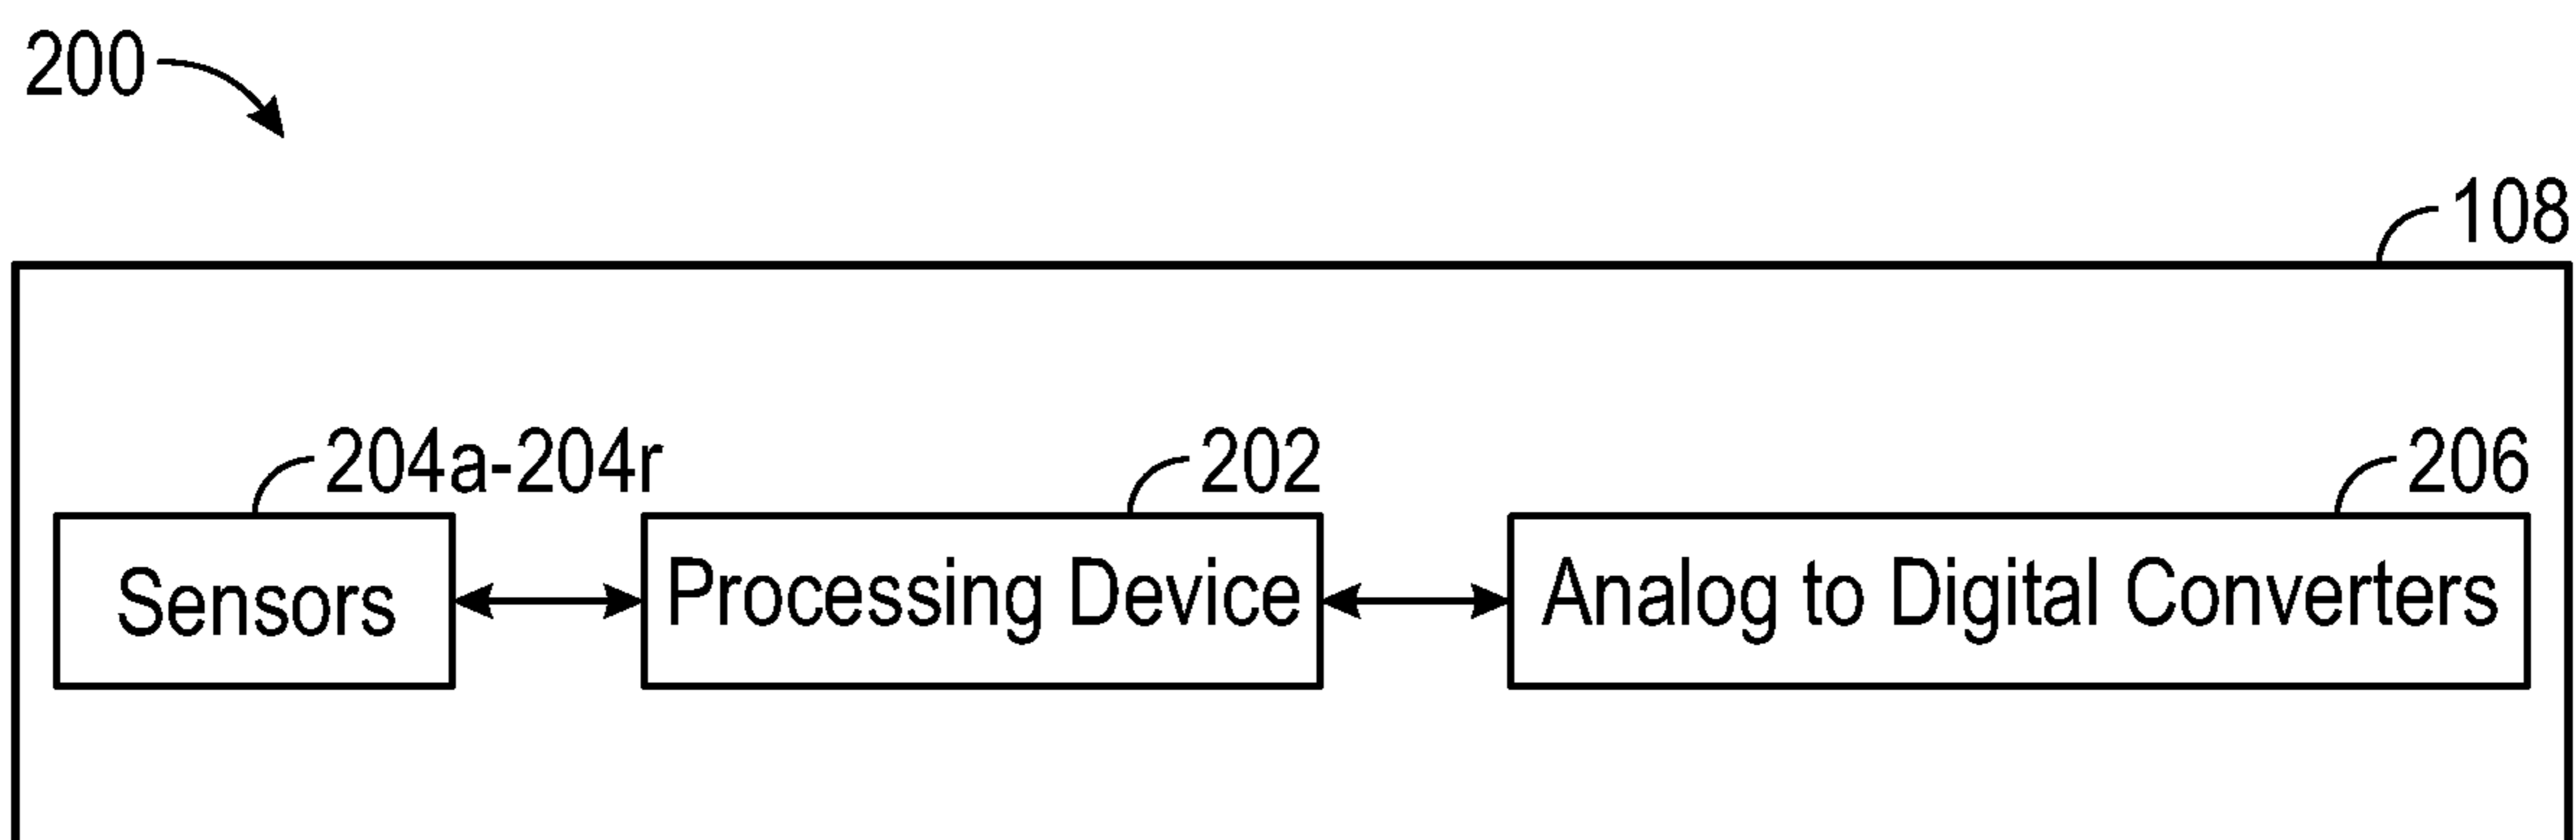 200
108
204a-204r
202
206
Sensors
Processing Device
Analog to Digital Converters